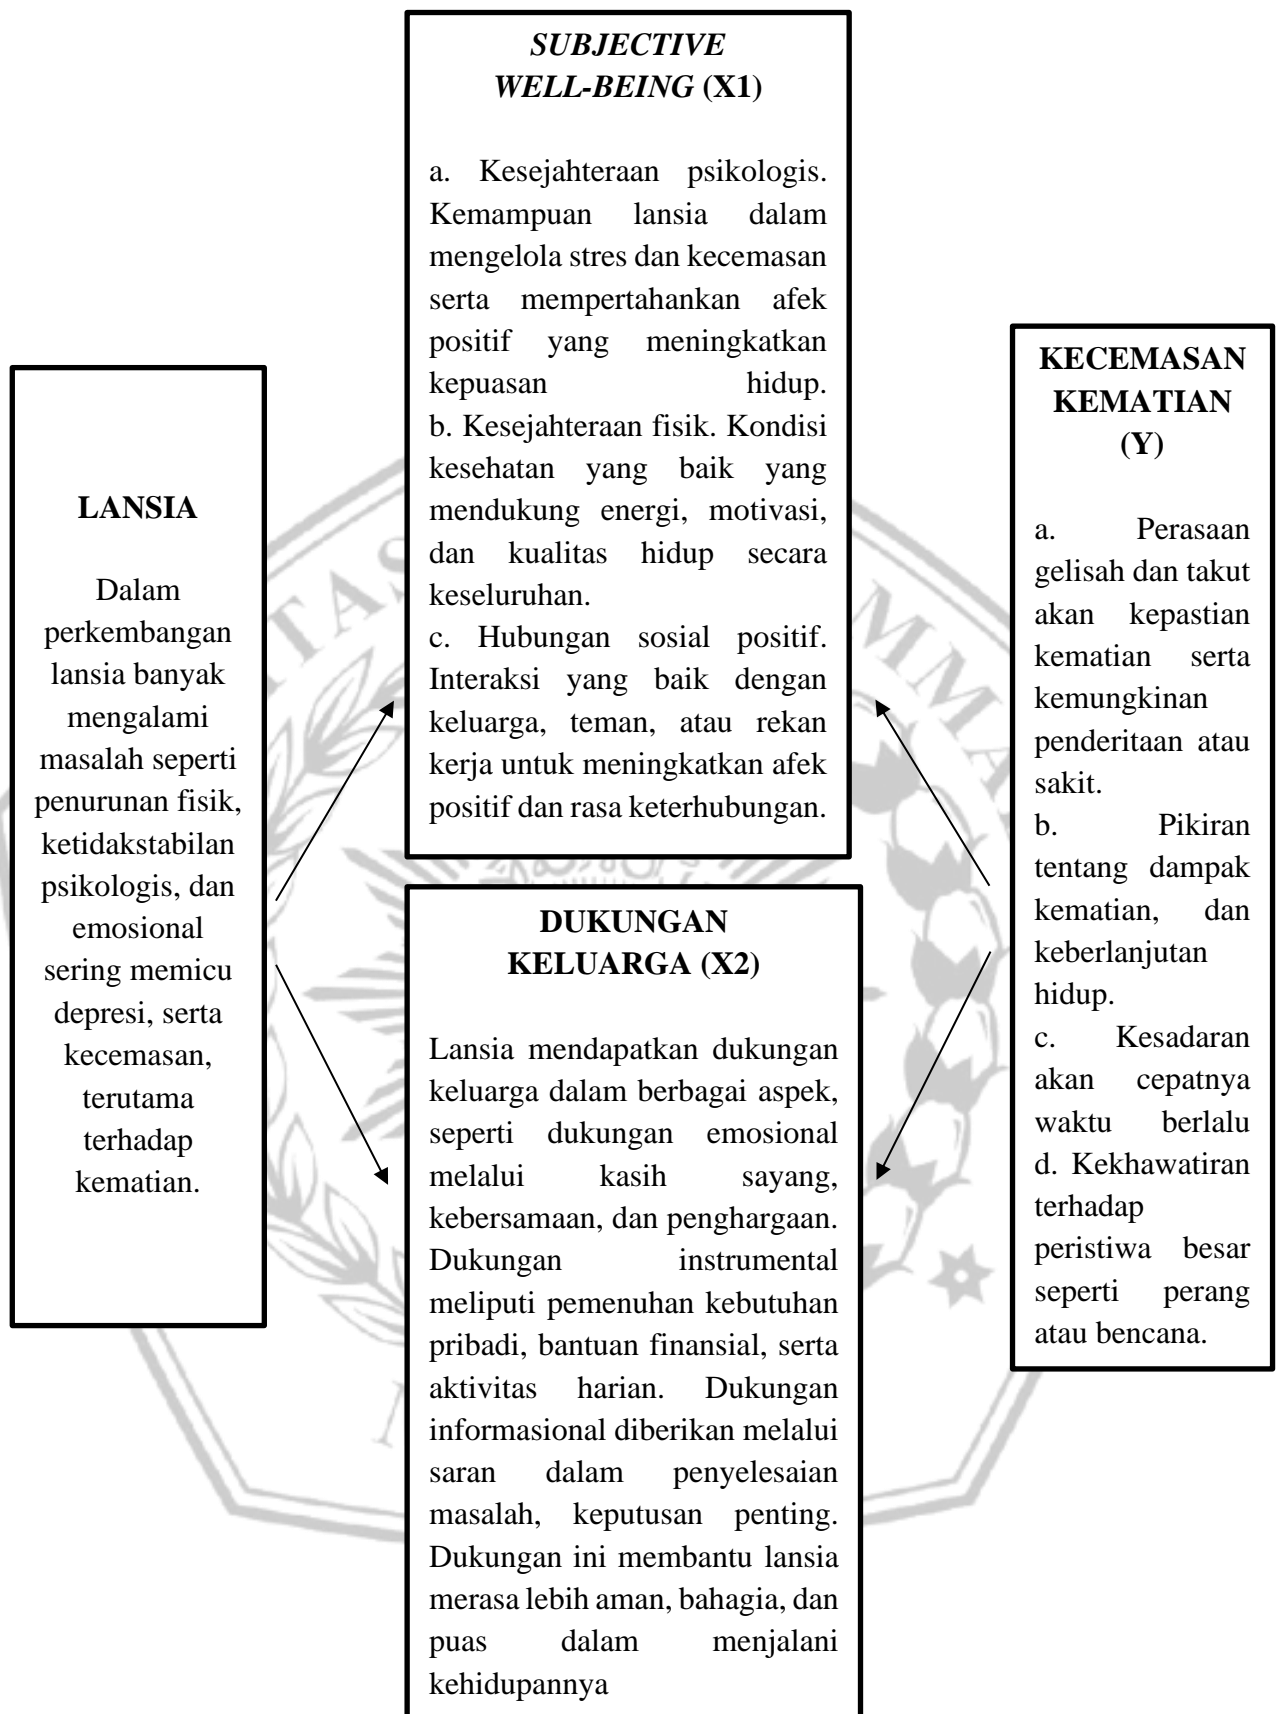 LANSIA
Dalam
perkembangan
lansia banyak
mengalami
masalah seperti
penurunan fisik,
ketidakstabilan
psikologis, dan
emosional
sering memicu
depresi, serta
kecemasan,
terutama
terhadap
kematian.
SUBJECTIVE
WELL-BEING (X1)
a. Kesejahteraan psikologis.
Kemampuan lansia dalam
mengelola stres dan kecemasan
serta mempertahankan afek
positif yang meningkatkan
kepuasan hidup.
b. Kesejahteraan fisik. Kondisi
kesehatan yang baik yang
mendukung energi, motivasi,
dan kualitas hidup secara
keseluruhan.
c. Hubungan sosial positif.
Interaksi yang baik dengan
keluarga, teman, atau rekan
kerja untuk meningkatkan afek
positif dan rasa keterhubungan.
DUKUNGAN
KELUARGA (X2)
Lansia mendapatkan dukungan
keluarga dalam berbagai aspek,
seperti dukungan emosional
melalui kasih sayang,
kebersamaan, dan penghargaan.
Dukungan instrumental
meliputi pemenuhan kebutuhan
pribadi, bantuan finansial, serta
aktivitas harian. Dukungan
informasional diberikan melalui
saran dalam penyelesaian
masalah, keputusan penting.
Dukungan ini membantu lansia
merasa lebih aman, bahagia, dan
puas dalam menjalani
kehidupannya
KECEMASAN
KEMATIAN
(Y)
a. Perasaan
gelisah dan takut
akan kepastian
kematian serta
kemungkinan
penderitaan atau
sakit.
b. Pikiran
tentang dampak
kematian, dan
keberlanjutan
hidup.
c. Kesadaran
akan cepatnya
waktu berlalu
d. Kekhawatiran
terhadap
peristiwa besar
seperti perang
atau bencana.